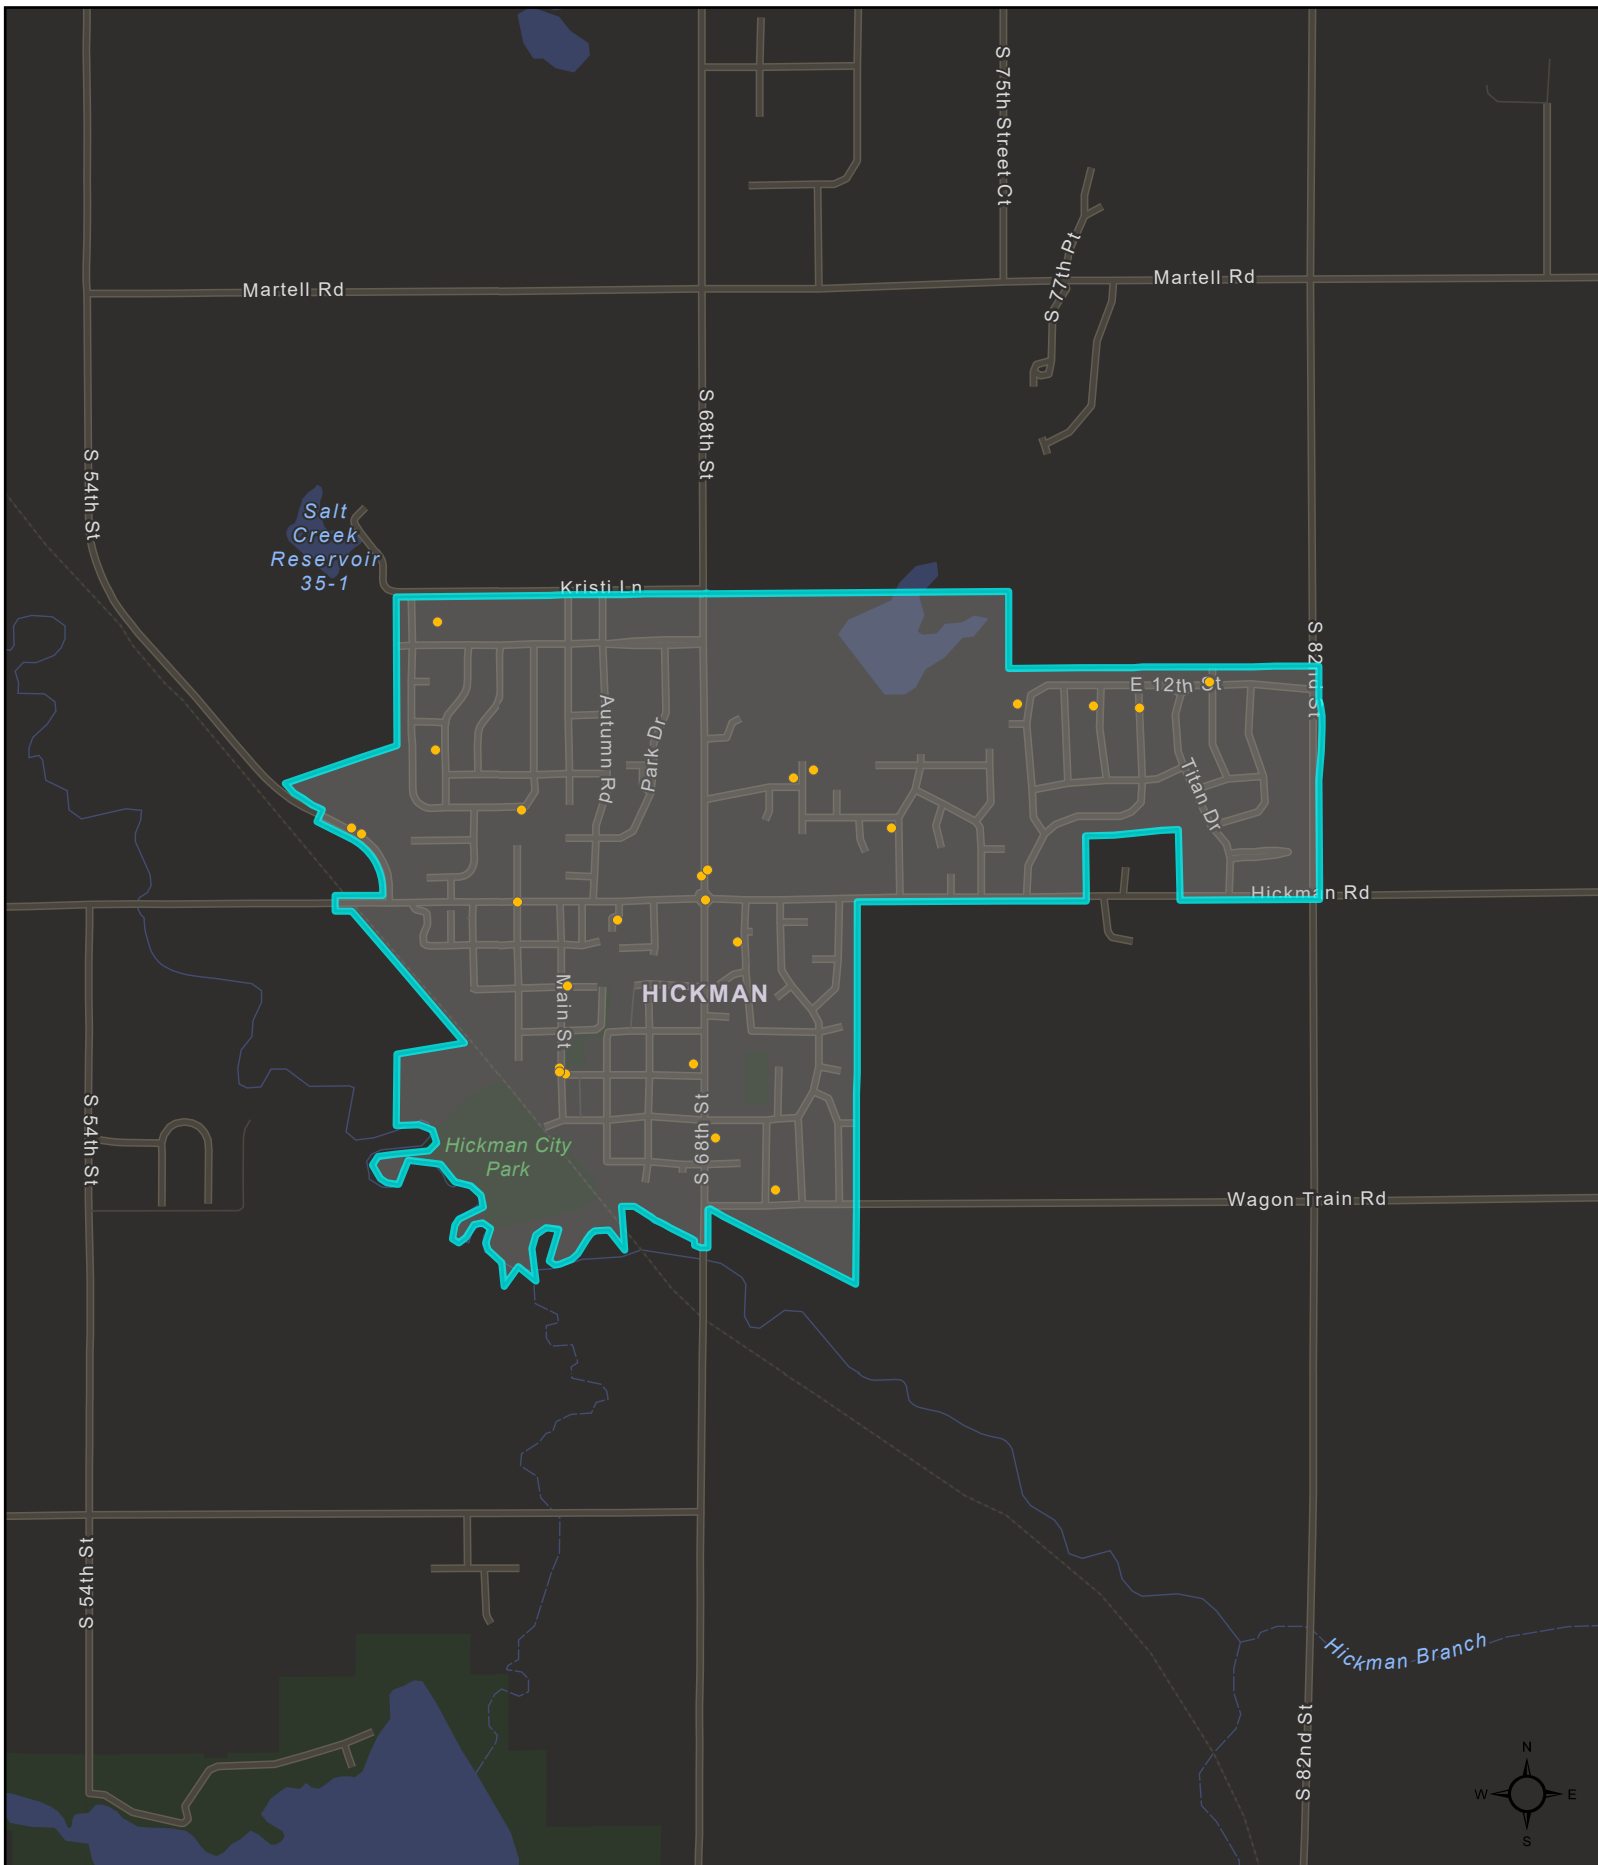 S 75th Street Ct
S 77th Pt
Martell Rd
Martell Rd
S 68th St
S 54th St
Salt
Creek
Reservoir
35-1
Kristi Ln
S 82nd St
E 12th St
Autumn Rd
Park Dr
Titan Dr
Hickman Rd
Main St
HICKMAN
S 54th St
S 68th St
Hickman City
Park
Wagon Train Rd
S 54th St
Hickman Branch
S 82nd St
N
W E
S